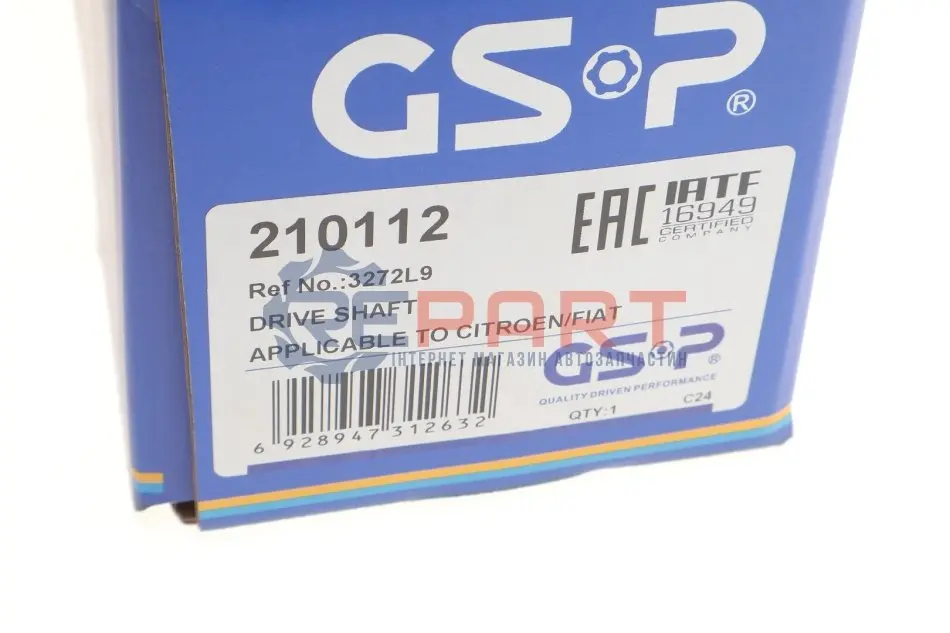 GSP®
210112
EAC
IATF
16949
CERTIFIED
COMPANY
Ref No.:3272L9
DRIVE SHAFT
APPLICABLE TO CITROEN/FIAT
REPART
ІНТЕРНЕТ МАГАЗИН АВТОЗАПЧАСТИН
GSP®
QUALITY DRIVEN PERFORMANCE
QTY:1 C24
6 928947 312632